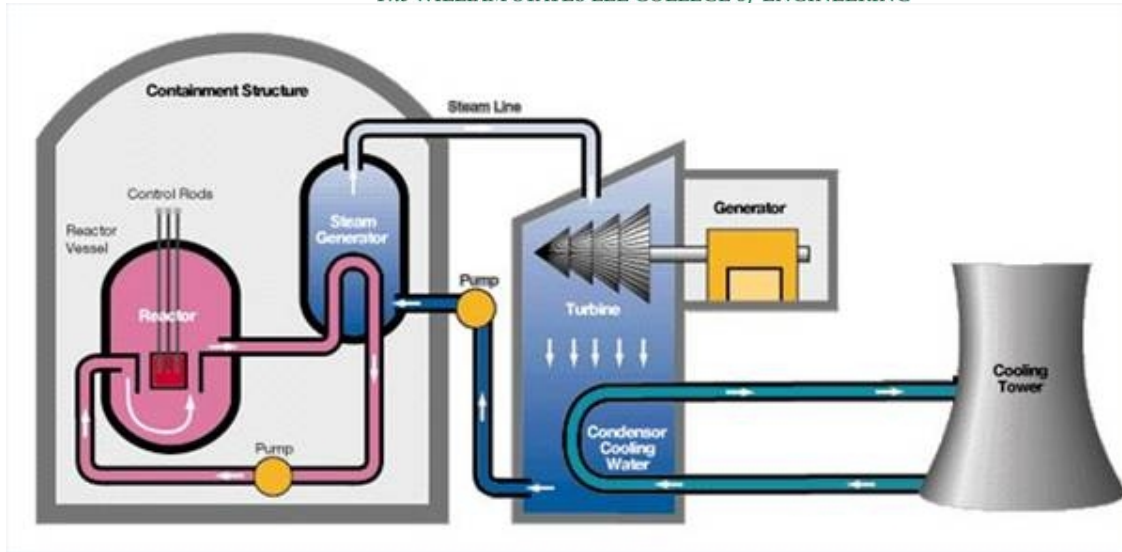 Containment Structure
Steam Line
Control Rods
Reactor
Vessel
Steam
Generator
Generator
Pump
Reactor
Turbine
Cooling
Tower
Condensor
Cooling
Water
Pump